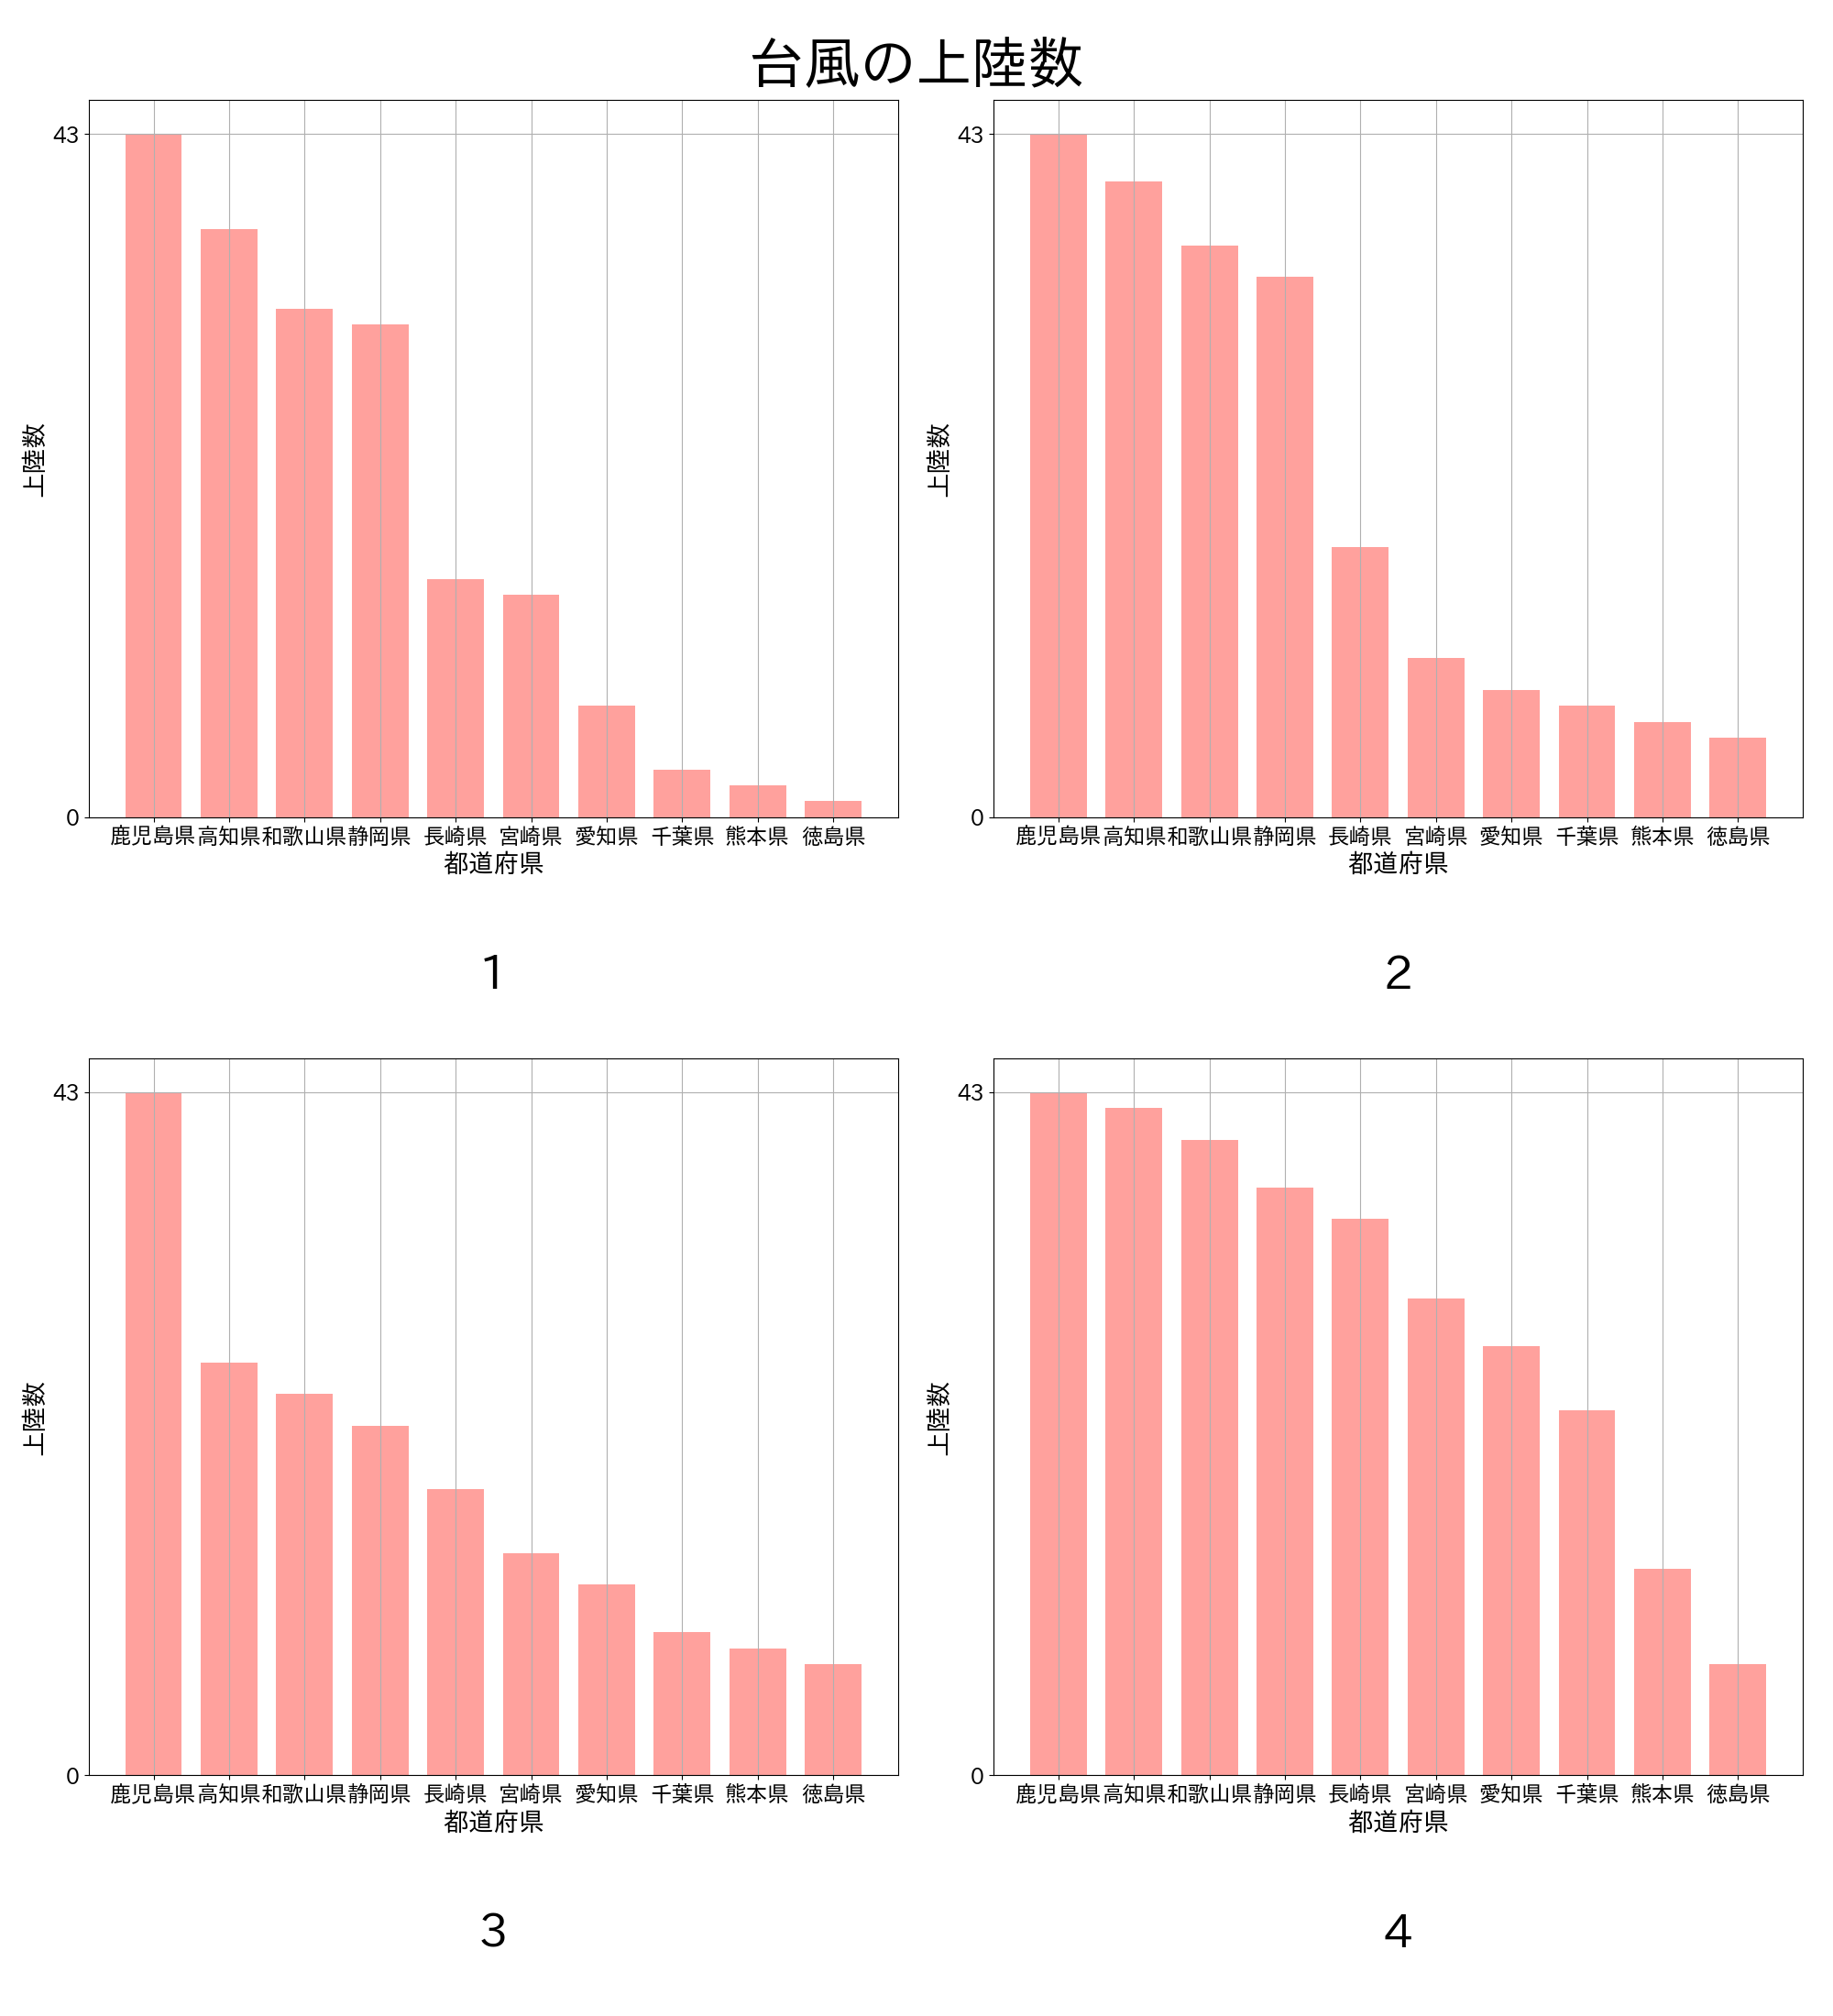 台風の上陸数
43
0
上陸数
鹿児島県 高知県 和歌山県 静岡県 長崎県 宮崎県 愛知県 千葉県 熊本県 徳島県
都道府県
1
43
0
上陸数
鹿児島県 高知県 和歌山県 静岡県 長崎県 宮崎県 愛知県 千葉県 熊本県 徳島県
都道府県
2
43
0
上陸数
鹿児島県 高知県 和歌山県 静岡県 長崎県 宮崎県 愛知県 千葉県 熊本県 徳島県
都道府県
3
43
0
上陸数
鹿児島県 高知県 和歌山県 静岡県 長崎県 宮崎県 愛知県 千葉県 熊本県 徳島県
都道府県
4